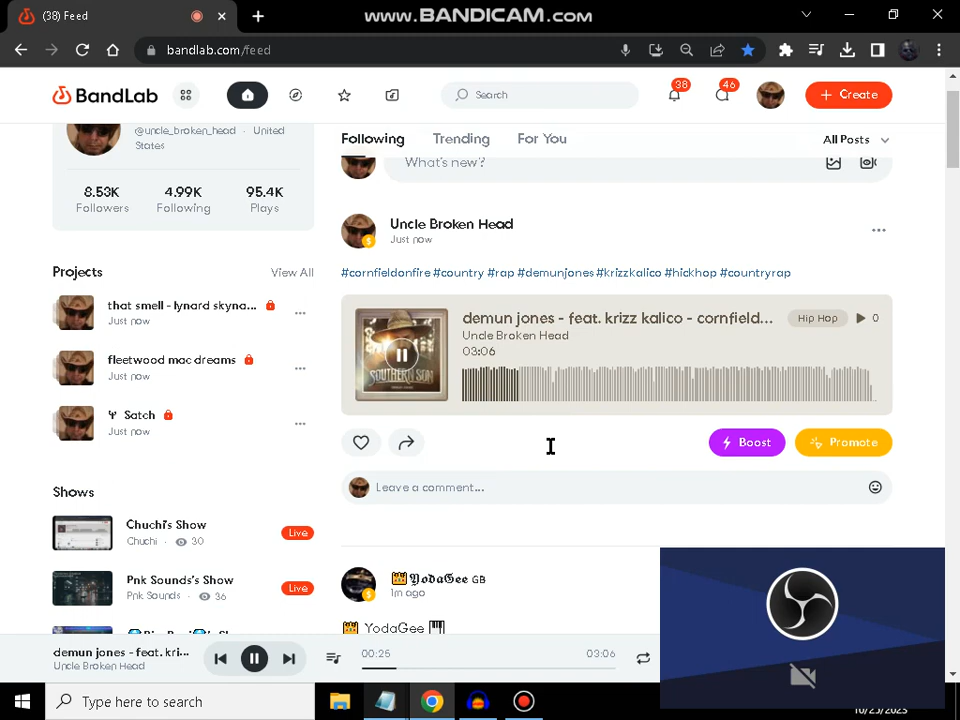 (38) Feed
www.BANDICAM.com
bandlab.com/feed
BandLab
Search
38
46
+ Create
@uncle_broken_head · United States
Following Trending For You
All Posts
What's new?
8.53K 4.99K 95.4K
Followers Following Plays
Uncle Broken Head
Just now
#cornfieldonfire #country #rap #demunjones #krizzkalico #hickhop #countryrap
Projects View All
that smell - lynard skyna...
Just now
fleetwood mac dreams
Just now
Satch
Just now
SOUTHERN SON
demun jones - feat. krizz kalico - cornfield...
Hip Hop
0
Uncle Broken Head
03:06
Boost
Promote
Leave a comment...
Shows
Chuchi's Show
Chuchi · 30
Live
Pnk Sounds's Show
Pnk Sounds · 36
Live
𝖄𝖔𝖉𝖆𝕲𝖊𝖊 GB
1m ago
YodaGee
demun jones - feat. kri...
Uncle Broken Head
00:25
03:06
Type here to search
10/25/2023